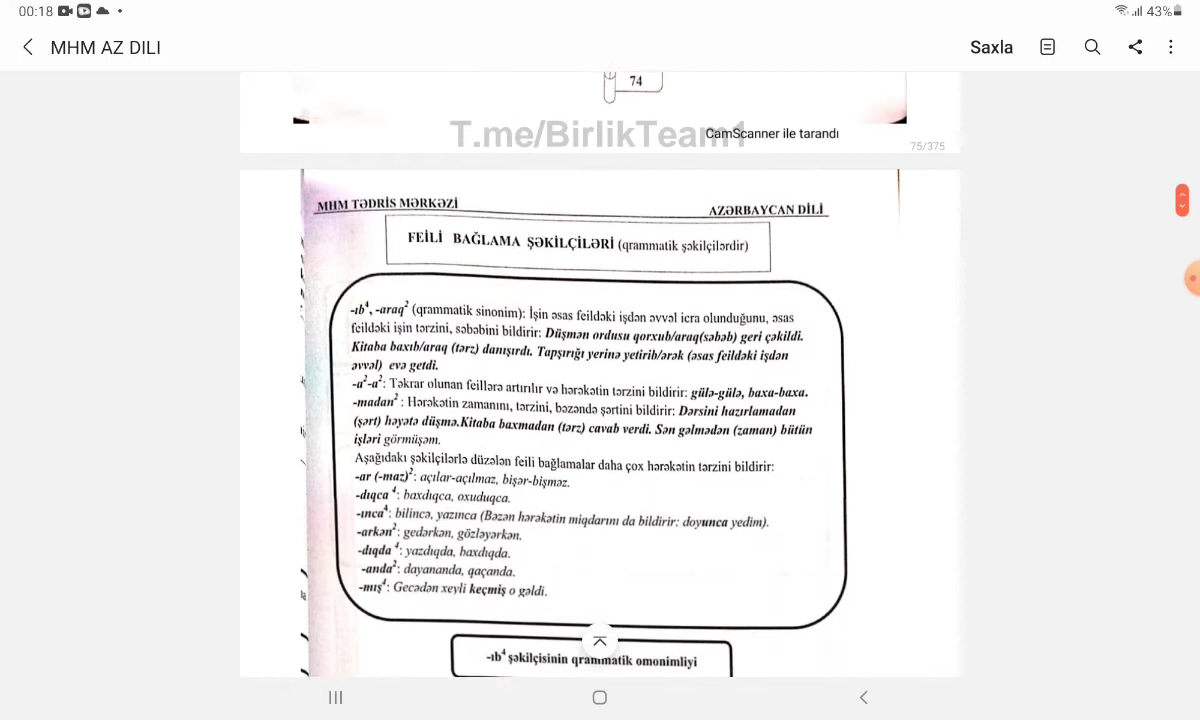 00:18
43%
MHM AZ DILI
Saxla
74
T.me/BirlikTeam1
CamScanner ile tarandı
75/375
MHM TƏDRİS MƏRKƏZİ
AZƏRBAYCAN DİLİ
FEİLİ BAĞLAMA ŞƏKİLÇİLƏRİ (qrammatik şəkilçilərdir)
-ıb⁴, -araq² (qrammatik sinonim): İşin əsas feildəki işdən əvvəl icra olunduğunu, əsas
feildəki işin tərzini, səbəbini bildirir: Düşmən ordusu qorxub/araq(səbəb) geri çəkildi.
Kitaba baxıb/araq (tərz) danışırdı. Tapşırığı yerinə yetirib/ərək (əsas feildəki işdən
əvvəl) evə getdi.
-a²-a²: Təkrar olunan feillərə artırılır və hərəkətin tərzini bildirir: gülə-gülə, baxa-baxa.
-madan² : Hərəkətin zamanını, tərzini, bəzəndə şərtini bildirir: Dərsini hazırlamadan
(şərt) həyətə düşmə.Kitaba baxmadan (tərz) cavab verdi. Sən gəlmədən (zaman) bütün
işləri görmüşəm.
Aşağıdakı şəkilçilərlə düzələn feili bağlamalar daha çox hərəkətin tərzini bildirir:
-ar (-maz)²: açılar-açılmaz, bişər-bişməz.
-dıqca ⁴: baxdıqca, oxuduqca.
-ınca⁴: bilincə, yazınca (Bəzən hərəkətin miqdarını da bildirir: doyunca yedim).
-arkən²: gedərkən, gözləyərkən.
-dıqda ⁴: yazdıqda, baxdıqda.
-anda²: dayananda, qaçanda.
-mış⁴: Gecədən xeyli keçmiş o gəldi.
-ıb⁴ şəkilçisinin qrammatik omonimliyi